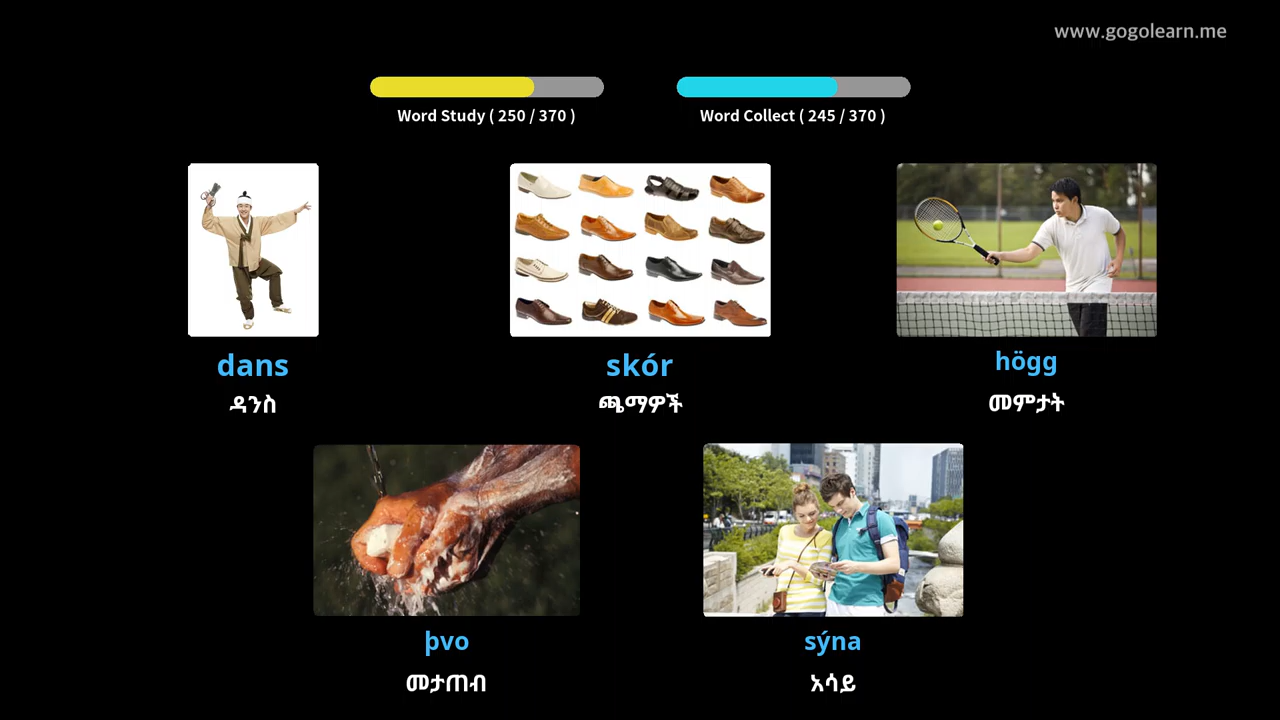 www.gogolearn.me
Word Study ( 250 / 370 )
Word Collect ( 245 / 370 )
dans
skór
högg
ዳንስ
ጫማዎች
መምታት
þvo
sýna
መታጠብ
አሳይ